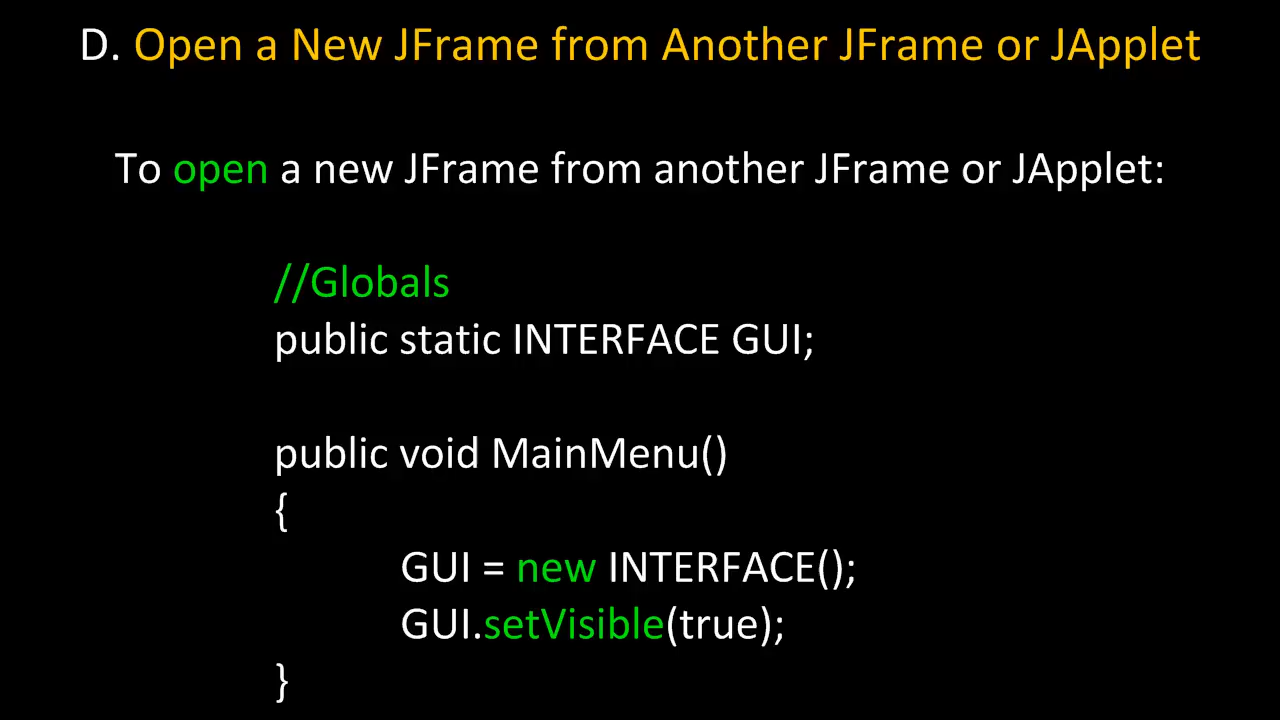 D. Open a New JFrame from Another JFrame or JApplet
To open a new JFrame from another JFrame or JApplet:
//Globals
public static INTERFACE GUI;
public void MainMenu()
{
GUI = new INTERFACE();
GUI.setVisible(true);
}